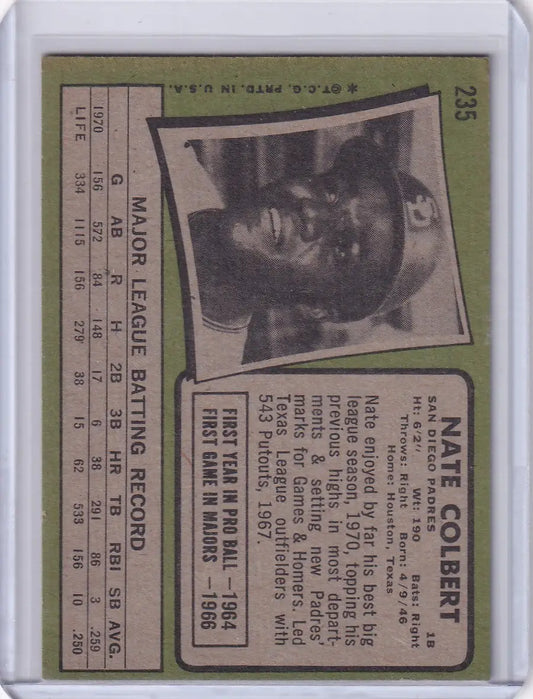 235
NATE COLBERT
SAN DIEGO PADRES 1B
Ht: 6'2" Wt: 190 Bats: Right
Throws: Right Born: 4/9/46
Home: Houston, Texas
Nate enjoyed by far his best big
league season, 1970, topping his
previous highs in most depart-
ments & setting new Padres'
marks for Games & Homers. Led
Texas League outfielders with
543 Putouts, 1967.
FIRST YEAR IN PRO BALL —1964
FIRST GAME IN MAJORS —1966
MAJOR LEAGUE BATTING RECORD
G AB R H 2B 3B HR TB RBI SB AVG.
1970 156 572 84 148 17 6 38 291 86 3 .259
LIFE 334 1115 156 279 38 15 62 533 156 10 .250
* ©T.C.G. PRTD. IN U.S.A.
SD